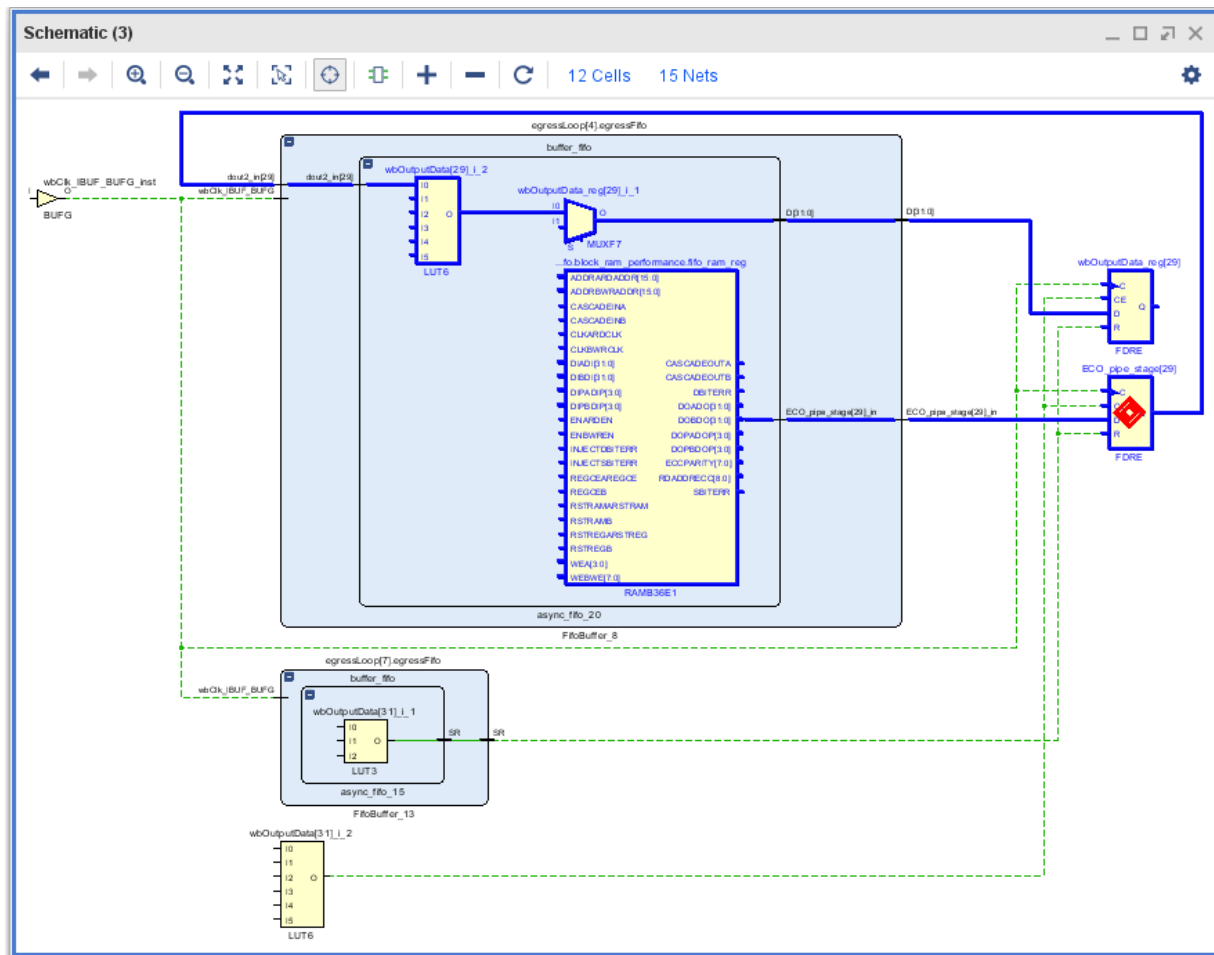 Schematic (3)
12 Cells
15 Nets
egressLoop[4].egressFifo
buffer_fifo
wbOutputData[29]_i_2
dout2_in[29]
dout2_in[29]
wbClk_IBUF_BUFG
wbClk_IBUF_BUFG_inst
I
O
BUFG
I0
I1
I2
I3
I4
I5
O
LUT6
wbOutputData_reg[29]_i_1
I0
I1
O
S
MUXF7
D[31:0]
D[31:0]
...fo.block_ram_performance.fifo_ram_reg
ADDRARDADDR[15:0]
ADDRBWRADDR[15:0]
CASCADEINA
CASCADEINB
CLKARDCLK
CLKBWRCLK
DIADI[31:0]
DIBDI[31:0]
DIPADIP[3:0]
DIPBDIP[3:0]
ENARDEN
ENBWREN
INJECTDBITERR
INJECTSBITERR
REGCEAREGCE
REGCEB
RSTRAMARSTRAM
RSTRAMB
RSTREGARSTREG
RSTREGB
WEA[3:0]
WEBWE[7:0]
CASCADEOUTA
CASCADEOUTB
DBITERR
DOADO[31:0]
DOBDO[31:0]
DOPADOP[3:0]
DOPBDOP[3:0]
ECCPARITY[7:0]
RDADDRECC[8:0]
SBITERR
RAMB36E1
ECO_pipe_stage[29]_in
ECO_pipe_stage[29]_in
async_fifo_20
FifoBuffer_8
wbOutputData_reg[29]
C
CE
D
R
Q
FDRE
ECO_pipe_stage[29]
C
R
FDRE
egressLoop[7].egressFifo
buffer_fifo
wbClk_IBUF_BUFG
wbOutputData[31]_i_1
I0
I1
I2
O
LUT3
SR
SR
async_fifo_15
FifoBuffer_13
wbOutputData[31]_i_2
I0
I1
I2
I3
I4
I5
O
LUT6